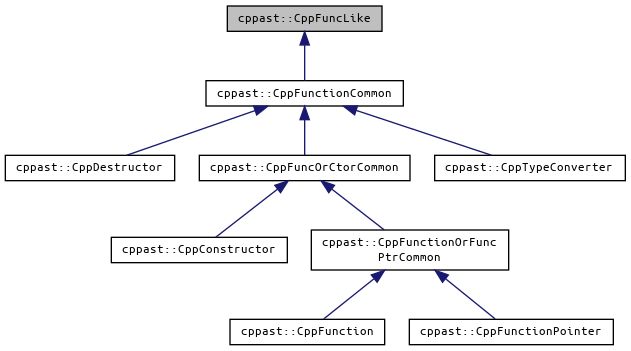 cppast::CppFuncLike
cppast::CppFunctionCommon
cppast::CppDestructor
cppast::CppFuncOrCtorCommon
cppast::CppTypeConverter
cppast::CppConstructor
cppast::CppFunctionOrFunc
PtrCommon
cppast::CppFunction
cppast::CppFunctionPointer